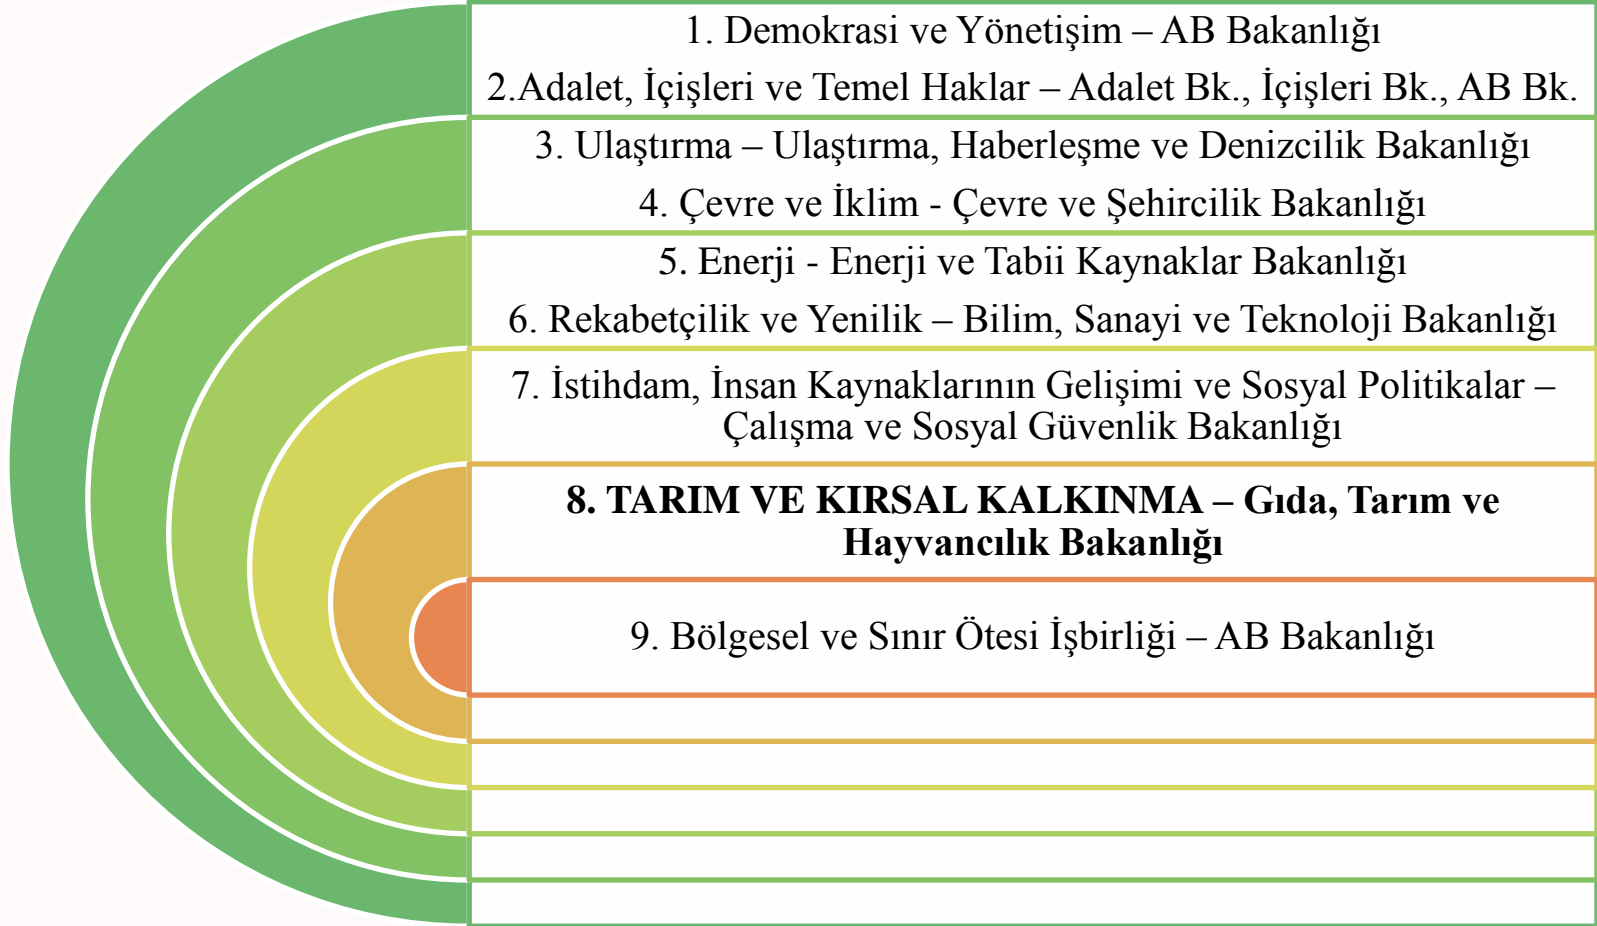 1. Demokrasi ve Yönetişim – AB Bakanlığı
2.Adalet, İçişleri ve Temel Haklar – Adalet Bk., İçişleri Bk., AB Bk.
3. Ulaştırma – Ulaştırma, Haberleşme ve Denizcilik Bakanlığı
4. Çevre ve İklim - Çevre ve Şehircilik Bakanlığı
5. Enerji - Enerji ve Tabii Kaynaklar Bakanlığı
6. Rekabetçilik ve Yenilik – Bilim, Sanayi ve Teknoloji Bakanlığı
7. İstihdam, İnsan Kaynaklarının Gelişimi ve Sosyal Politikalar –
Çalışma ve Sosyal Güvenlik Bakanlığı
8. TARIM VE KIRSAL KALKINMA – Gıda, Tarım ve
Hayvancılık Bakanlığı
9. Bölgesel ve Sınır Ötesi İşbirliği – AB Bakanlığı